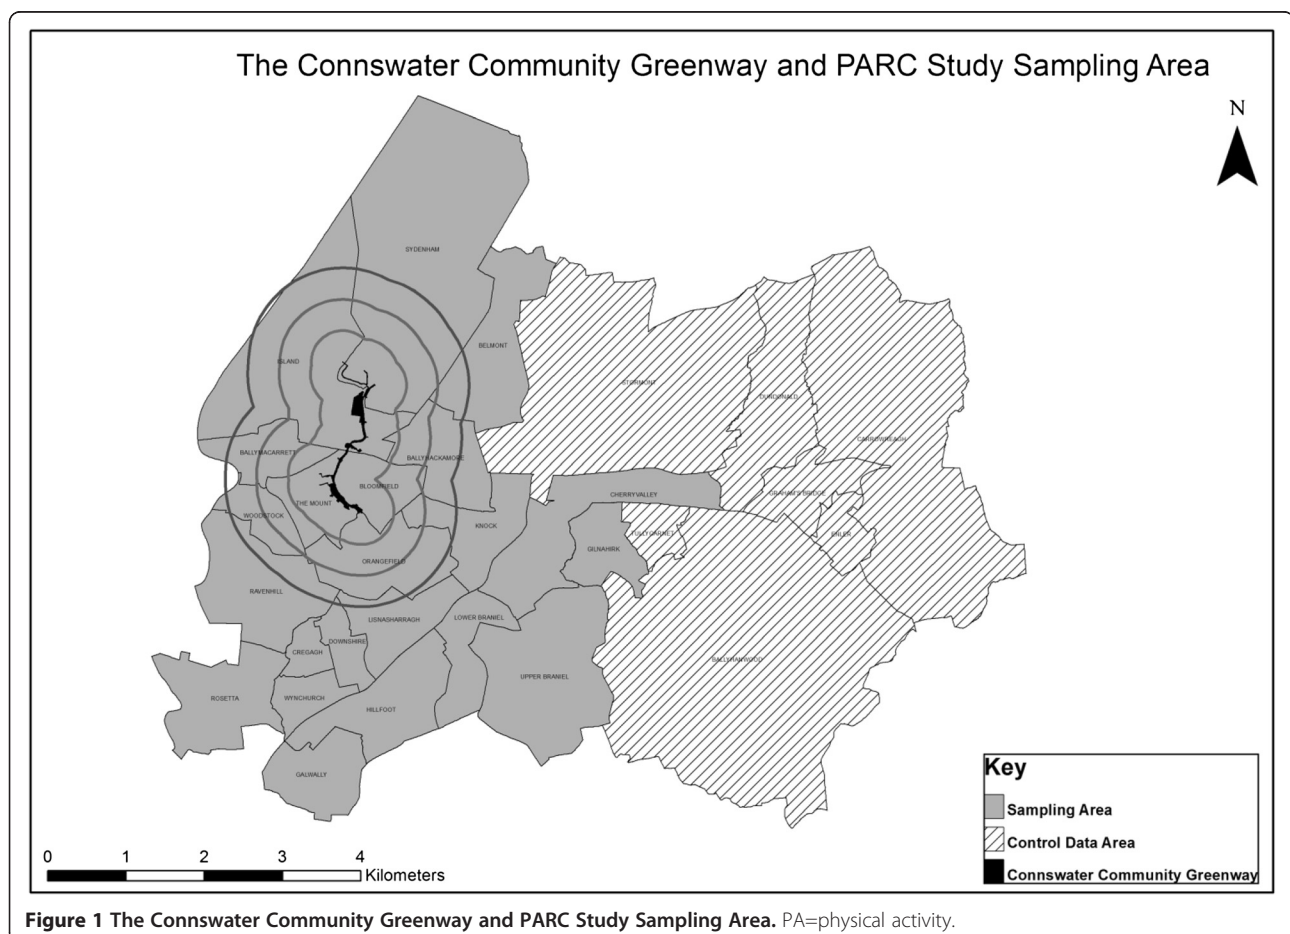 The Connswater Community Greenway and PARC Study Sampling Area
N
SYDENHAM
BELMONT
ISLAND
STORMONT
DUNDONALD
CARROWREAGH
BALLYMACARRETT
BALLYHACKAMORE
BLOOMFIELD
CHERRYVALLEY
GRAHAM'S BRIDGE
THE MOUNT
WOODSTOCK
KNOCK
TULLYCARNET
ENLER
GILNAHIRK
ORANGEFIELD
RAVENHILL
LISNASHARRAGH
LOWER BRANIEL
DOWNSHIRE
CREGAGH
BALLYHANWOOD
UPPER BRANIEL
ROSETTA
WYNCHURCH
HILLFOOT
GALWALLY
Key
Sampling Area
Control Data Area
Connswater Community Greenway
0 1 2 3 4
Kilometers
Figure 1 The Connswater Community Greenway and PARC Study Sampling Area. PA=physical activity.